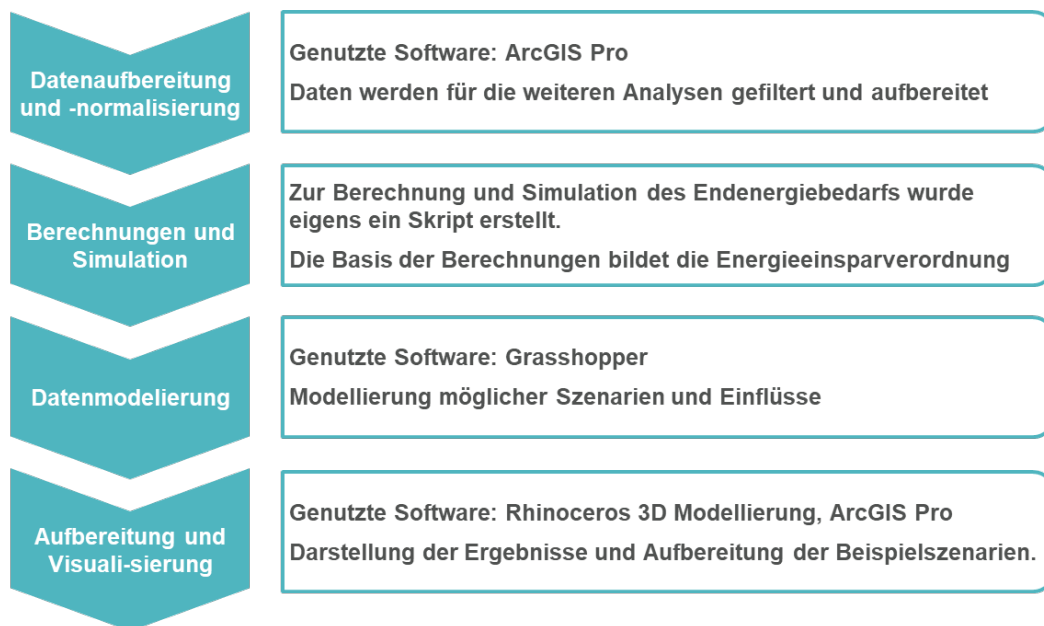 Datenaufbereitung
und -normalisierung
Genutzte Software: ArcGIS Pro
Daten werden für die weiteren Analysen gefiltert und aufbereitet
Berechnungen und
Simulation
Zur Berechnung und Simulation des Endenergiebedarfs wurde
eigens ein Skript erstellt.
Die Basis der Berechnungen bildet die Energieeinsparverordnung
Datenmodelierung
Genutzte Software: Grasshopper
Modellierung möglicher Szenarien und Einflüsse
Aufbereitung und
Visuali-sierung
Genutzte Software: Rhinoceros 3D Modellierung, ArcGIS Pro
Darstellung der Ergebnisse und Aufbereitung der Beispielszenarien.